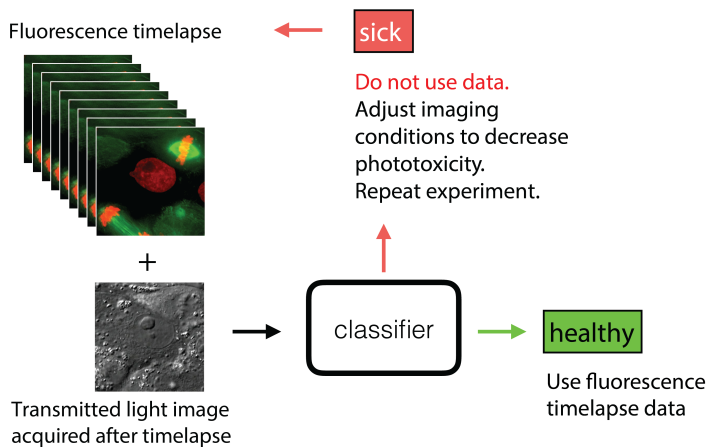 Fluorescence timelapse
sick
Do not use data.
Adjust imaging
conditions to decrease
phototoxicity.
Repeat experiment.
+
classifier
healthy
Use fluorescence
timelapse data
Transmitted light image
acquired after timelapse